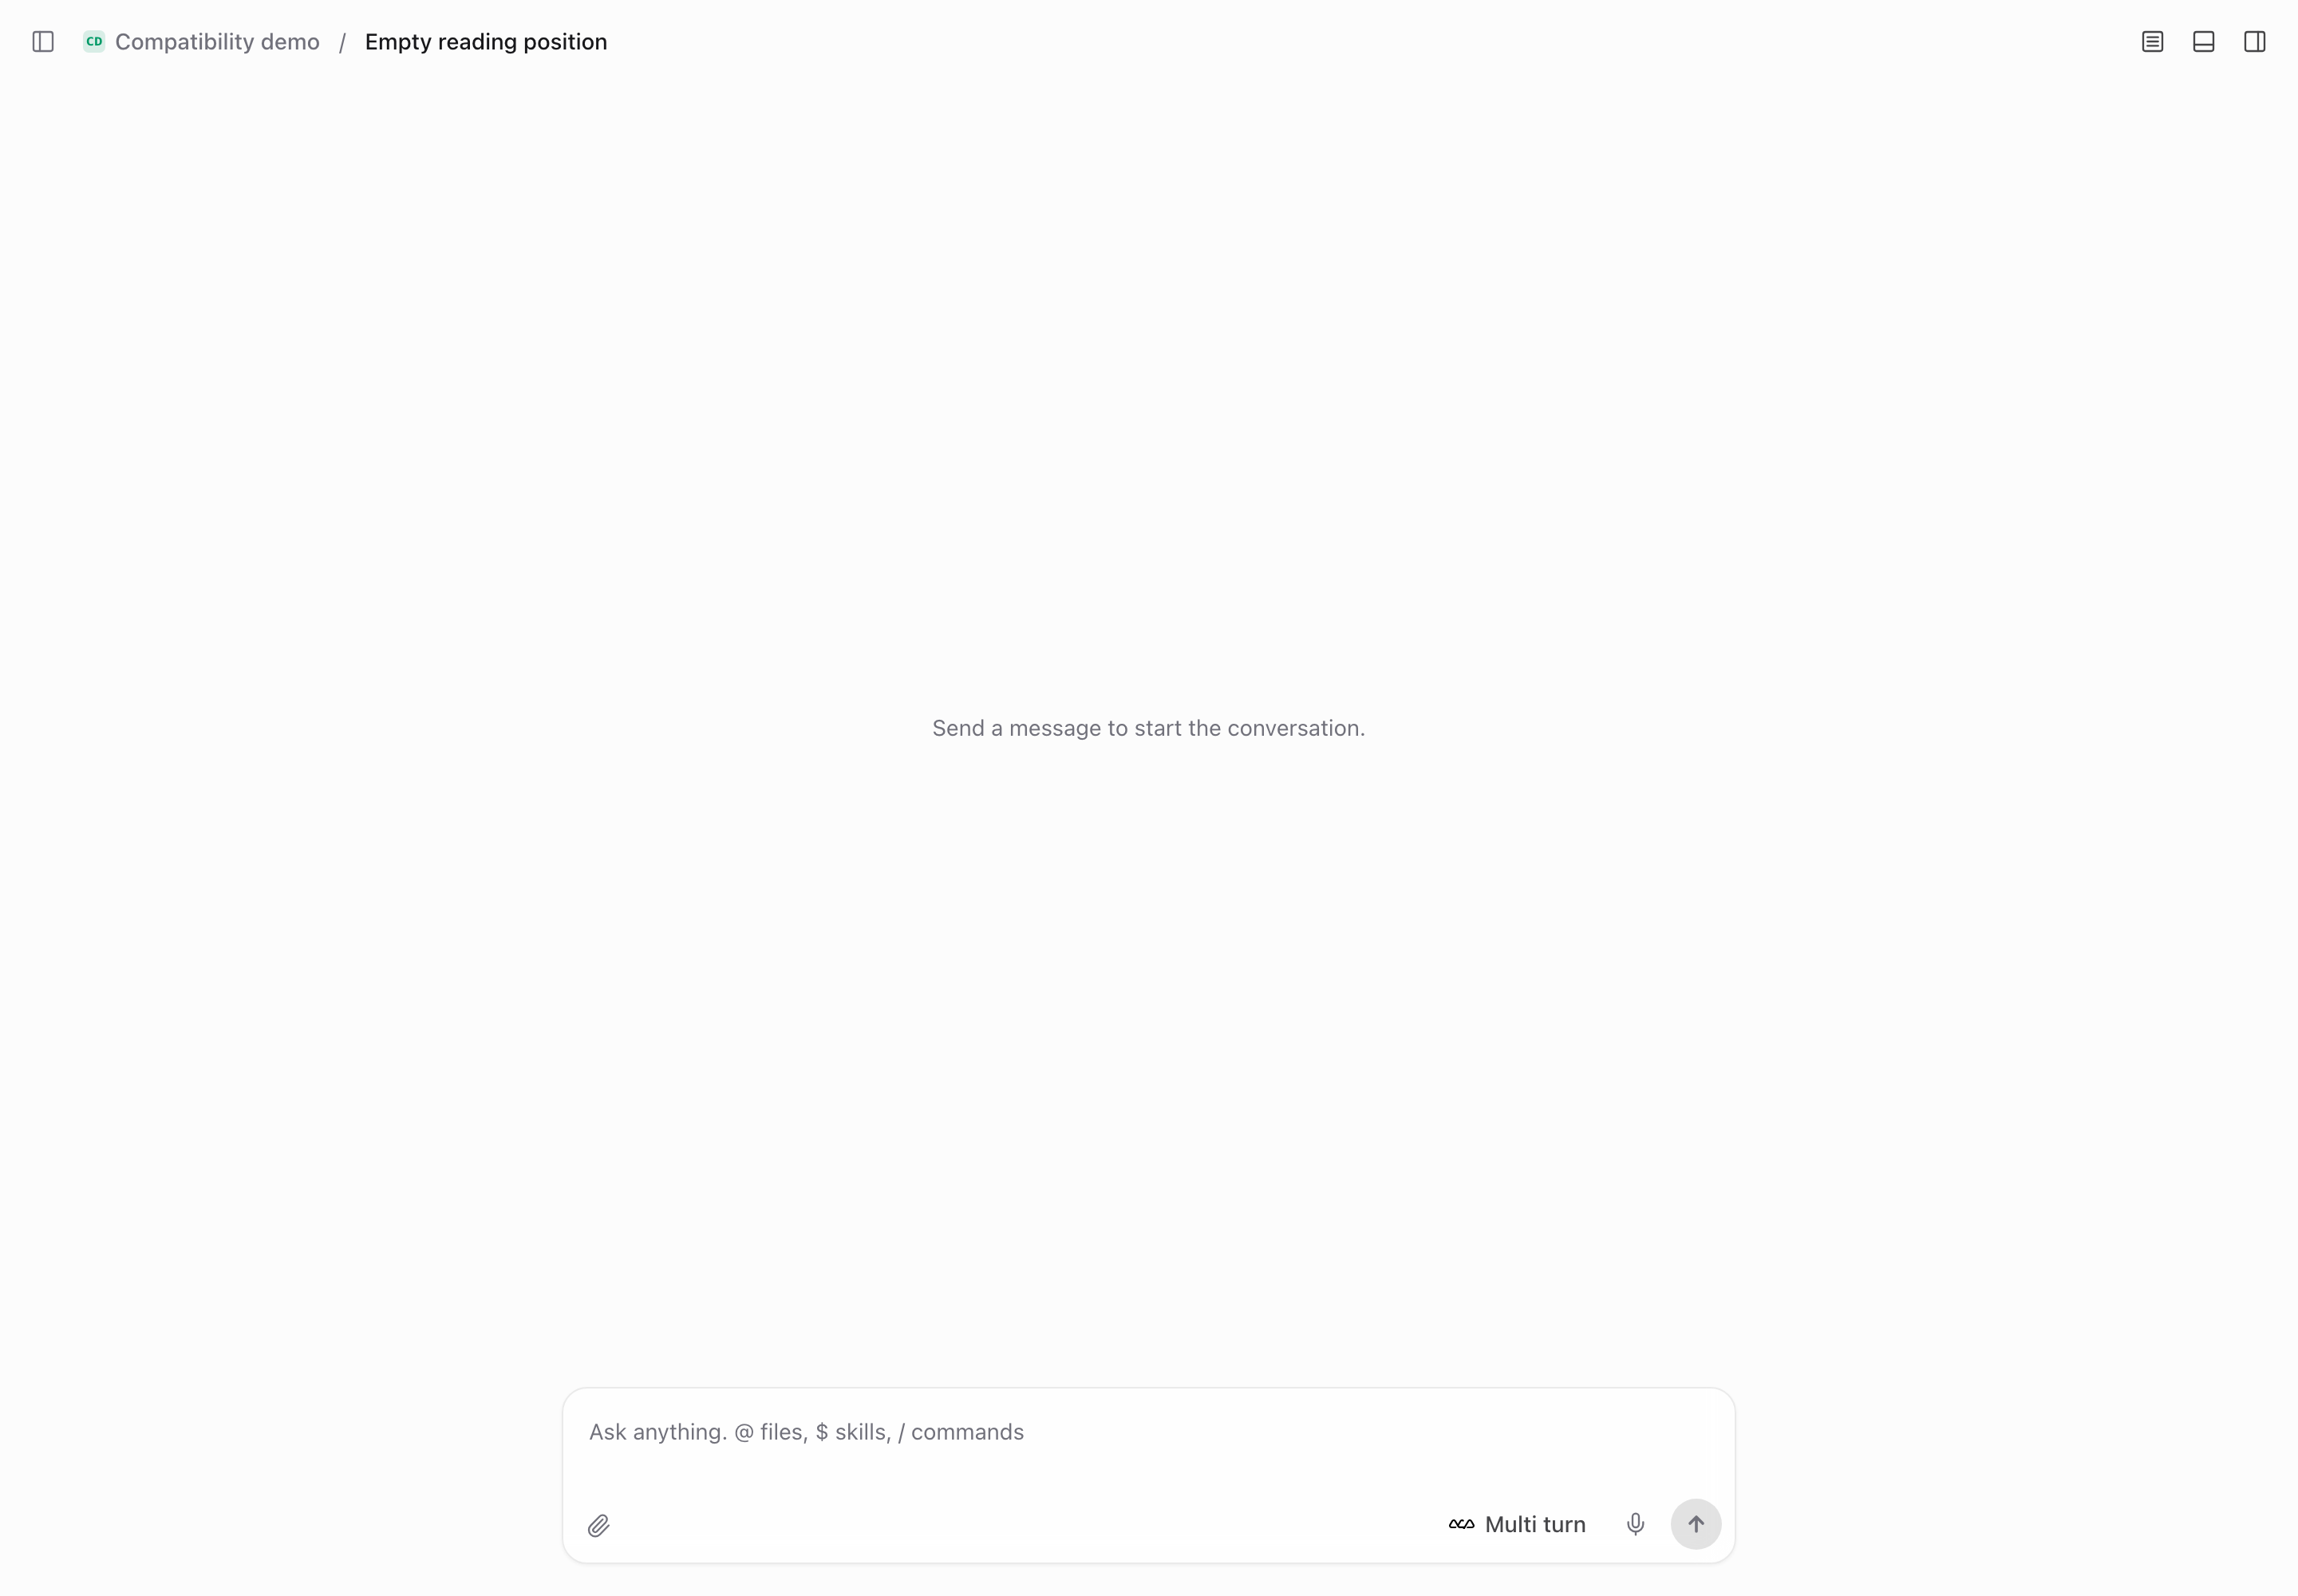 CD Compatibility demo / Empty reading position
Send a message to start the conversation.
Ask anything. @ files, $ skills, / commands
Multi turn